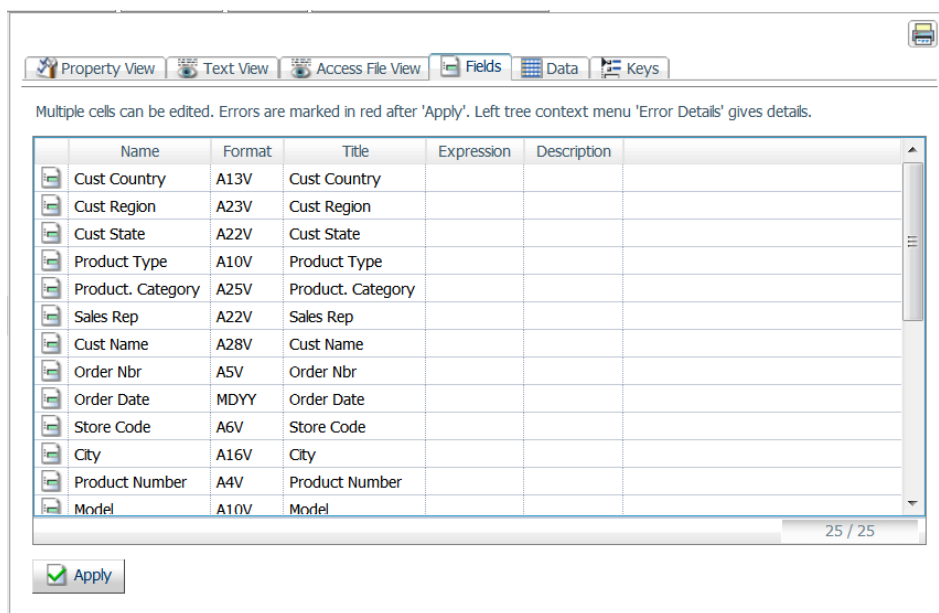 Property View Text View Access File View Fields Data Keys
Multiple cells can be edited. Errors are marked in red after 'Apply'. Left tree context menu 'Error Details' gives details.
Name Format Title Expression Description
Cust Country A13V Cust Country
Cust Region A23V Cust Region
Cust State A22V Cust State
Product Type A10V Product Type
Product. Category A25V Product. Category
Sales Rep A22V Sales Rep
Cust Name A28V Cust Name
Order Nbr A5V Order Nbr
Order Date MDYY Order Date
Store Code A6V Store Code
City A16V City
Product Number A4V Product Number
Model A10V Model
25 / 25
Apply